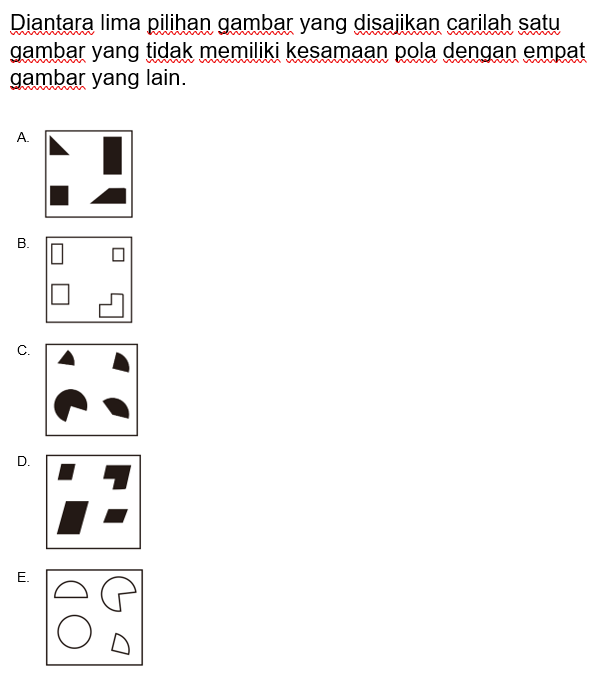 Diantara lima pilihan gambar yang disajikan carilah satu
gambar yang tidak memiliki kesamaan pola dengan empat
gambar yang lain.
A.
B.
C.
D.
E.